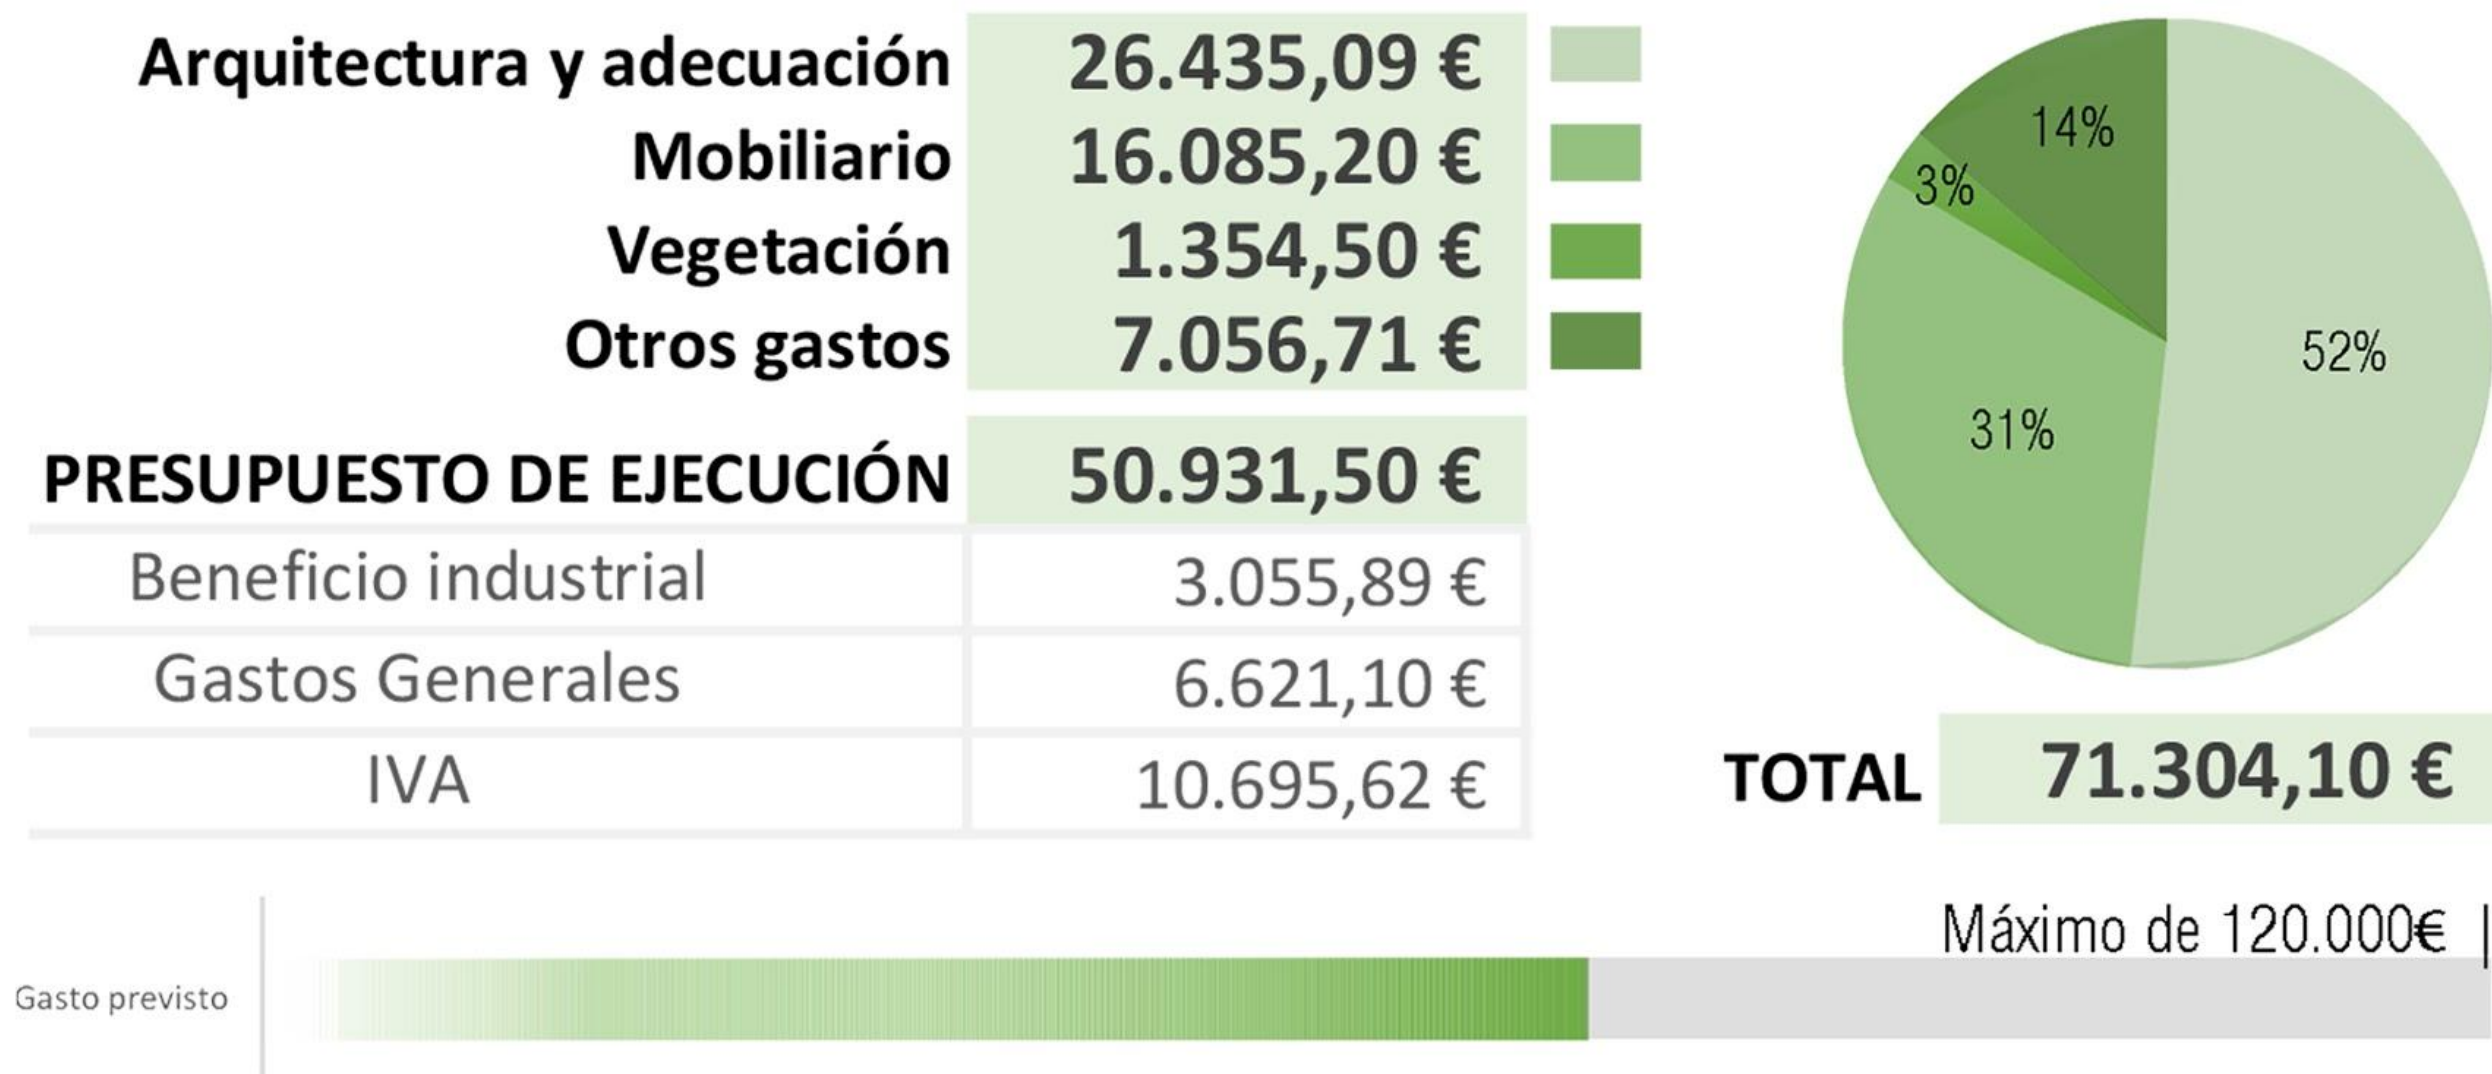 Arquitectura y adecuación 26.435,09 €
Mobiliario 16.085,20 €
Vegetación 1.354,50 €
Otros gastos 7.056,71 €
PRESUPUESTO DE EJECUCIÓN 50.931,50 €
Beneficio industrial 3.055,89 €
Gastos Generales 6.621,10 €
IVA 10.695,62 €
14%
3%
52%
31%
TOTAL 71.304,10 €
Máximo de 120.000€
Gasto previsto